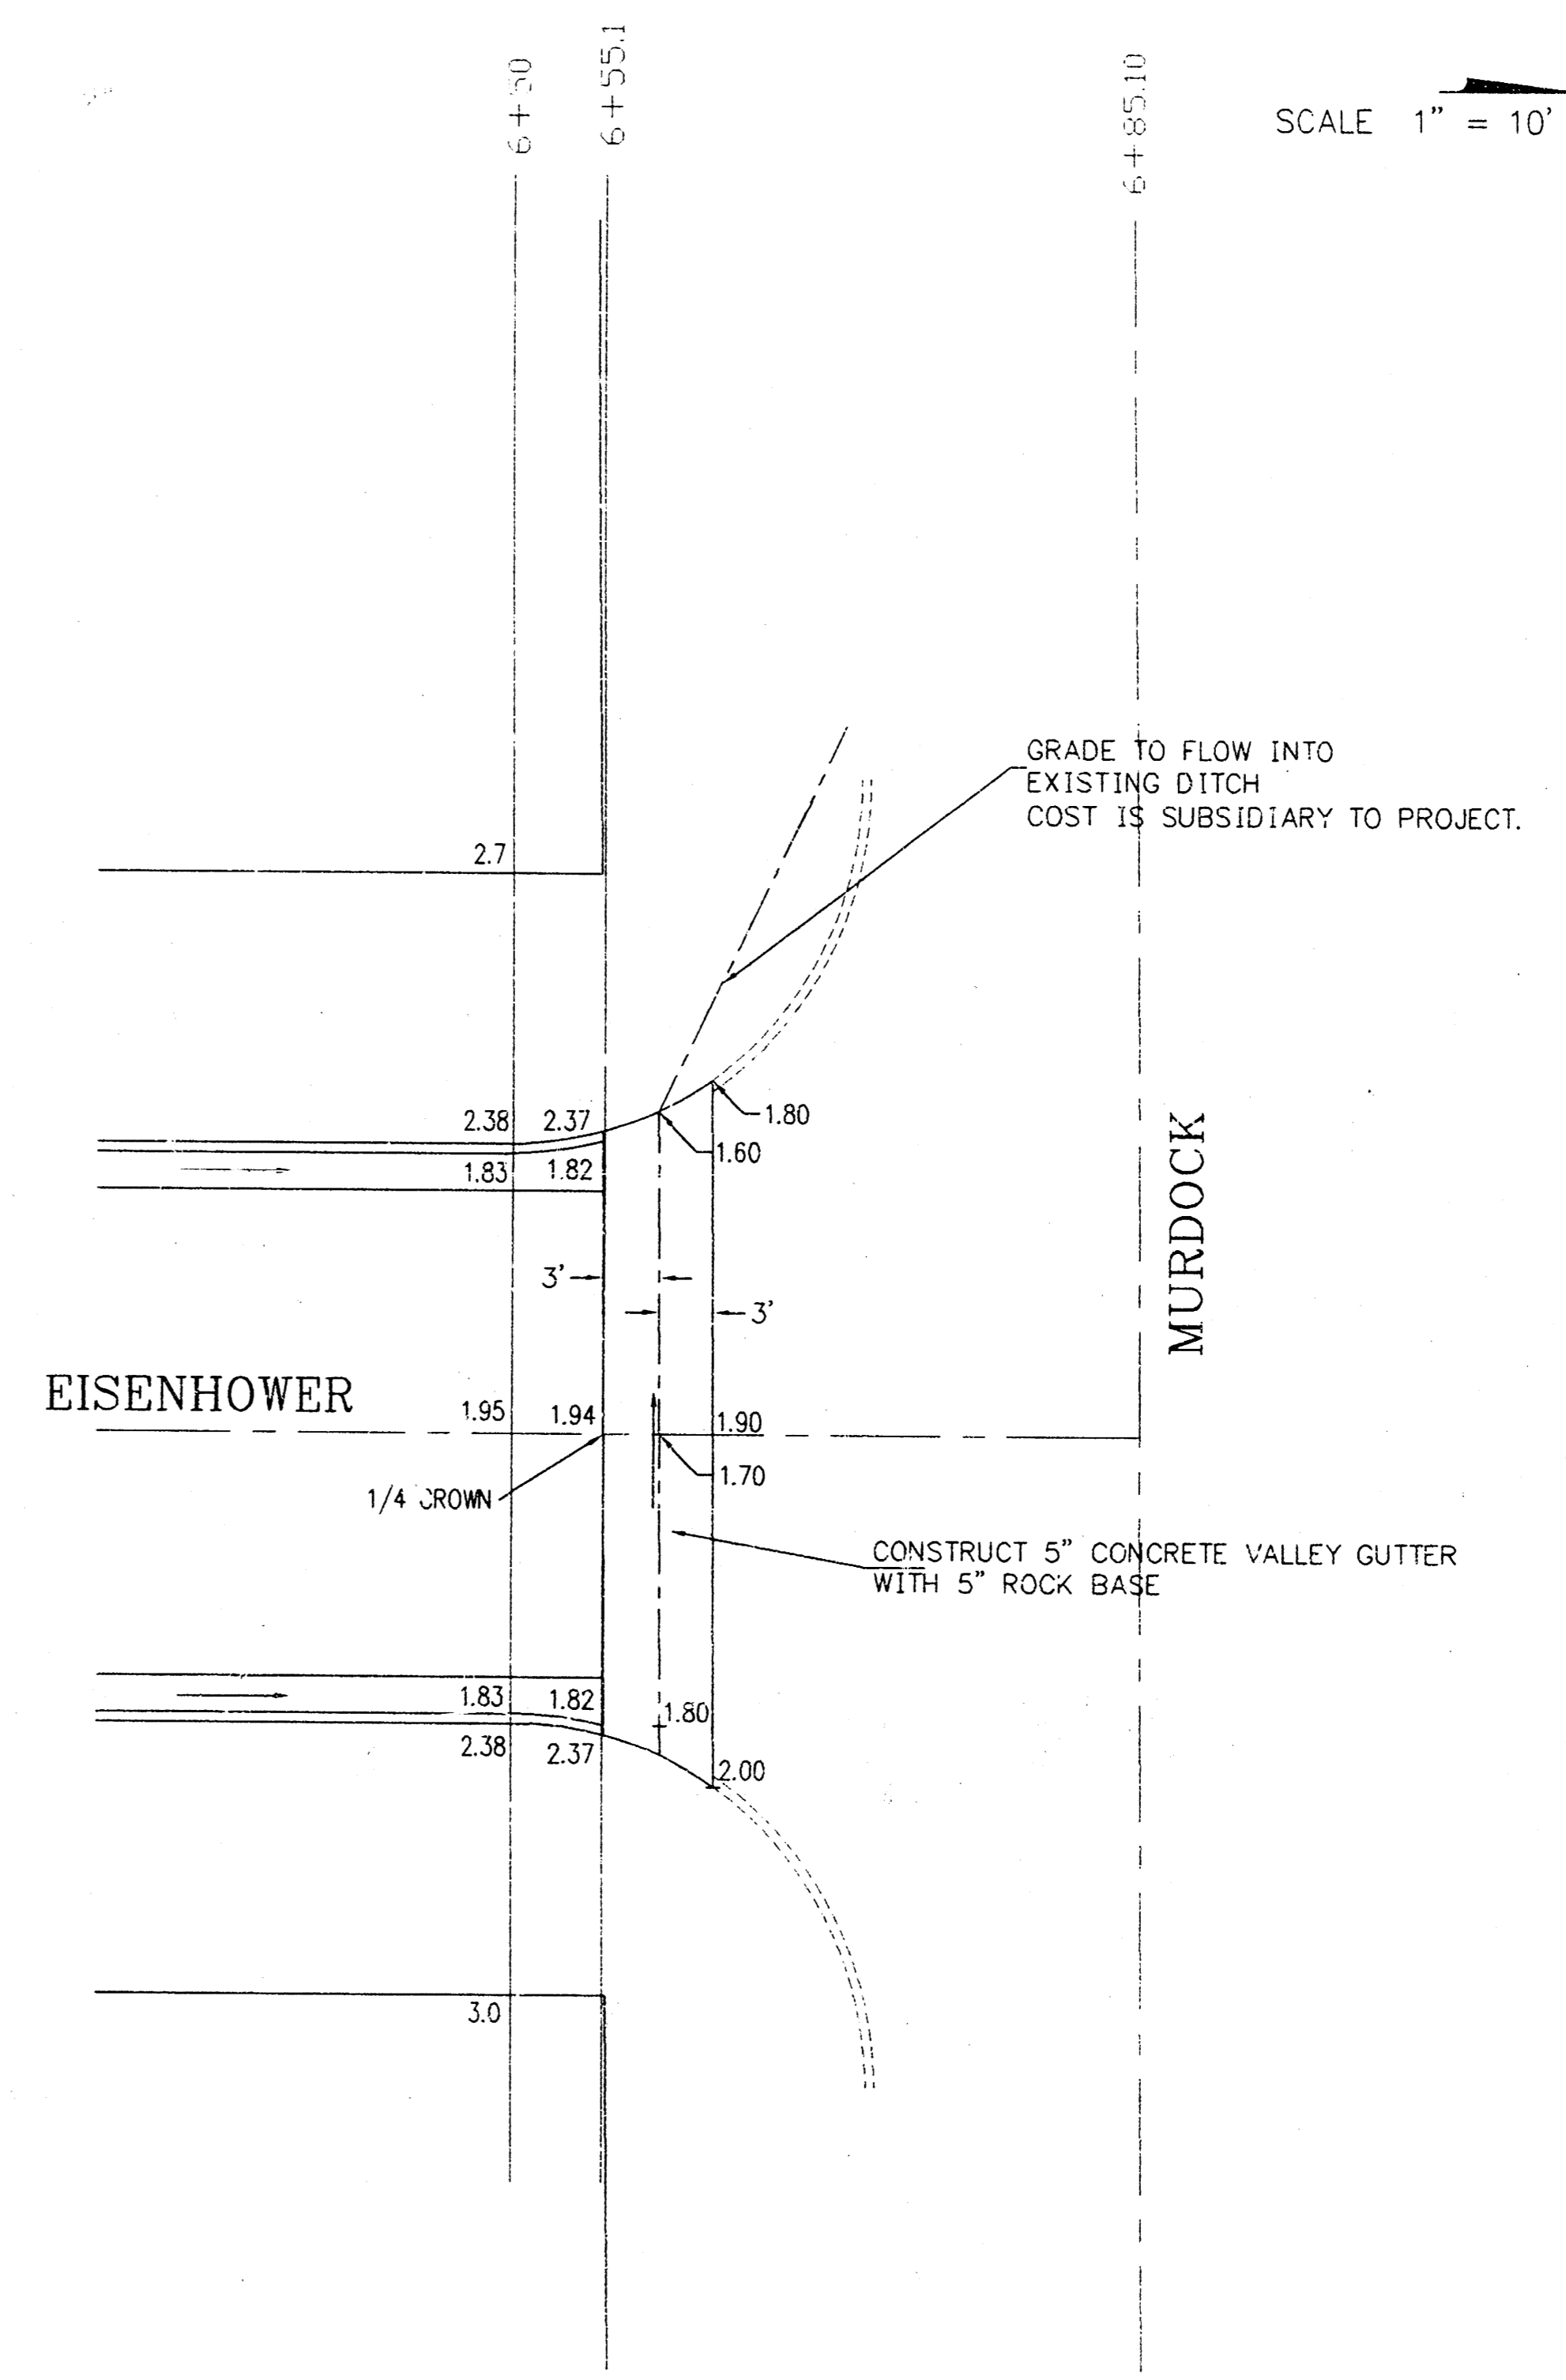 6+50
6+55.1
6+85.10
SCALE 1" = 10'
GRADE TO FLOW INTO
EXISTING DITCH
COST IS SUBSIDIARY TO PROJECT.
2.7
2.38 2.37
1.80
1.60
1.83 1.82
MURDOCK
3'
3'
EISENHOWER
1.95 1.94
1.90
1.70
1/4 CROWN
CONSTRUCT 5" CONCRETE VALLEY GUTTER
WITH 5" ROCK BASE
1.83 1.82
1.80
2.38 2.37
2.00
3.0